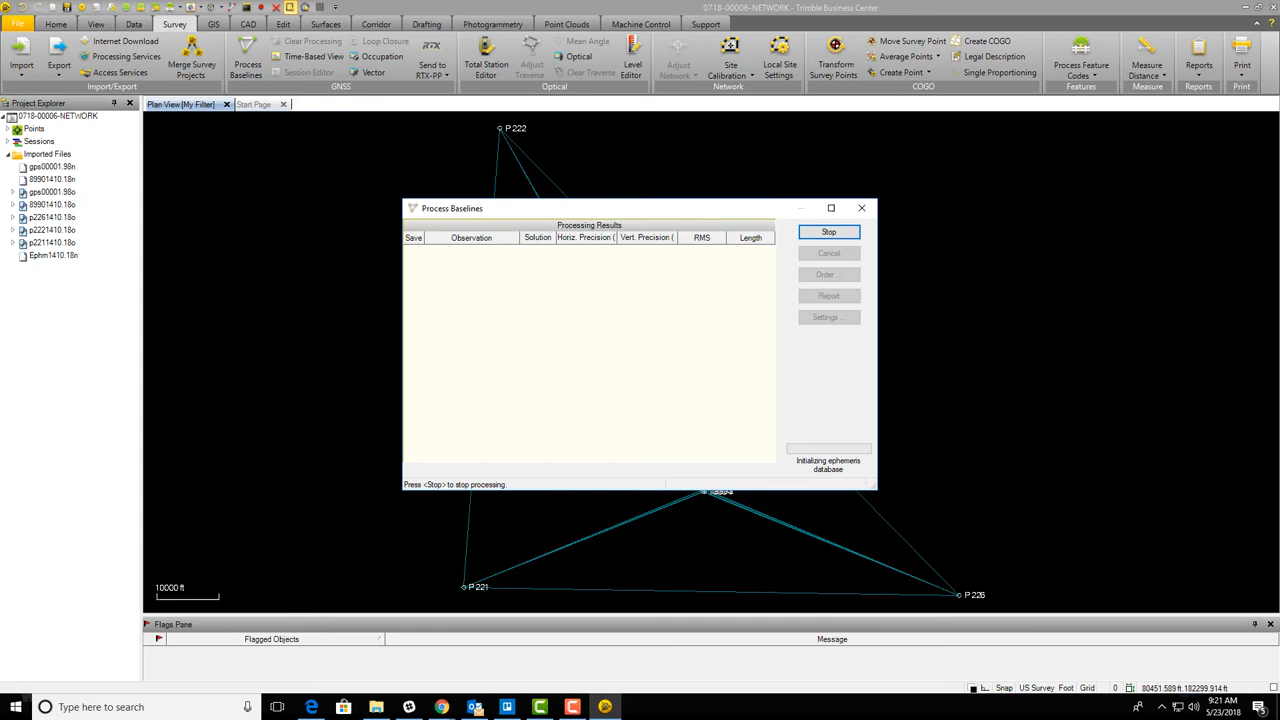 0718-00006-NETWORK - Trimble Business Center
File Home View Data Survey GIS CAD Edit Surfaces Corridor Drafting Photogrammetry Point Clouds Machine Control Support
Internet Download Clear Processing Loop Closure Mean Angle Move Survey Point Create COGO
Processing Services Time-Based View Occupation Optical Average Points Legal Description
Access Services Session Editor Vector Clear Traverse Create Point Single Proportioning
Import Export Merge Survey Projects Process Baselines Send to RTX-PP Total Station Editor Adjust Traverse Level Editor Adjust Network Site Calibration Local Site Settings Transform Survey Points Process Feature Codes Measure Distance Reports Print
RTX
Import/Export GNSS Optical Network COGO Features Measure Reports Print
Project Explorer
Plan View [My Filter] Start Page
0718-00006-NETWORK
Points
Sessions
Imported Files
gps00001.98n
89901410.18n
gps00001.98o
89901410.18o
p2261410.18o
p2221410.18o
p2211410.18o
Ephm1410.18n
P 222
Process Baselines
Processing Results
Save Observation Solution Horiz. Precision ( Vert. Precision ( RMS Length
Stop
Cancel
Order ...
Report
Settings ...
Initializing ephemeris
database
Press <Stop> to stop processing.
P 221
P 226
10000 ft
Flags Pane
Flagged Objects Message
Snap US Survey Foot Grid 0 80451.589 ft,182299.914 ft
Type here to search
9:21 AM
5/23/2018